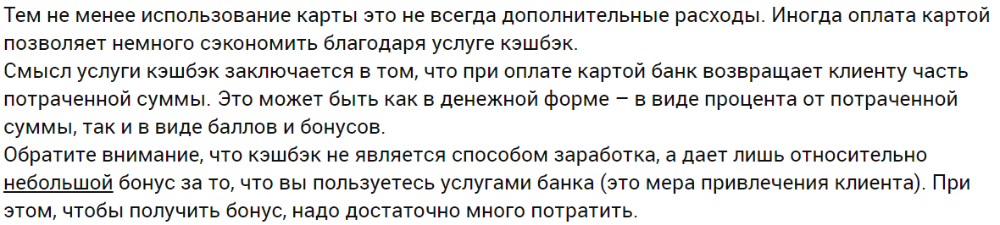 Тем не менее использование карты это не всегда дополнительные расходы. Иногда оплата картой
позволяет немного сэкономить благодаря услуге кэшбэк.
Смысл услуги кэшбэк заключается в том, что при оплате картой банк возвращает клиенту часть
потраченной суммы. Это может быть как в денежной форме – в виде процента от потраченной
суммы, так и в виде баллов и бонусов.
Обратите внимание, что кэшбэк не является способом заработка, а дает лишь относительно
небольшой бонус за то, что вы пользуетесь услугами банка (это мера привлечения клиента). При
этом, чтобы получить бонус, надо достаточно много потратить.